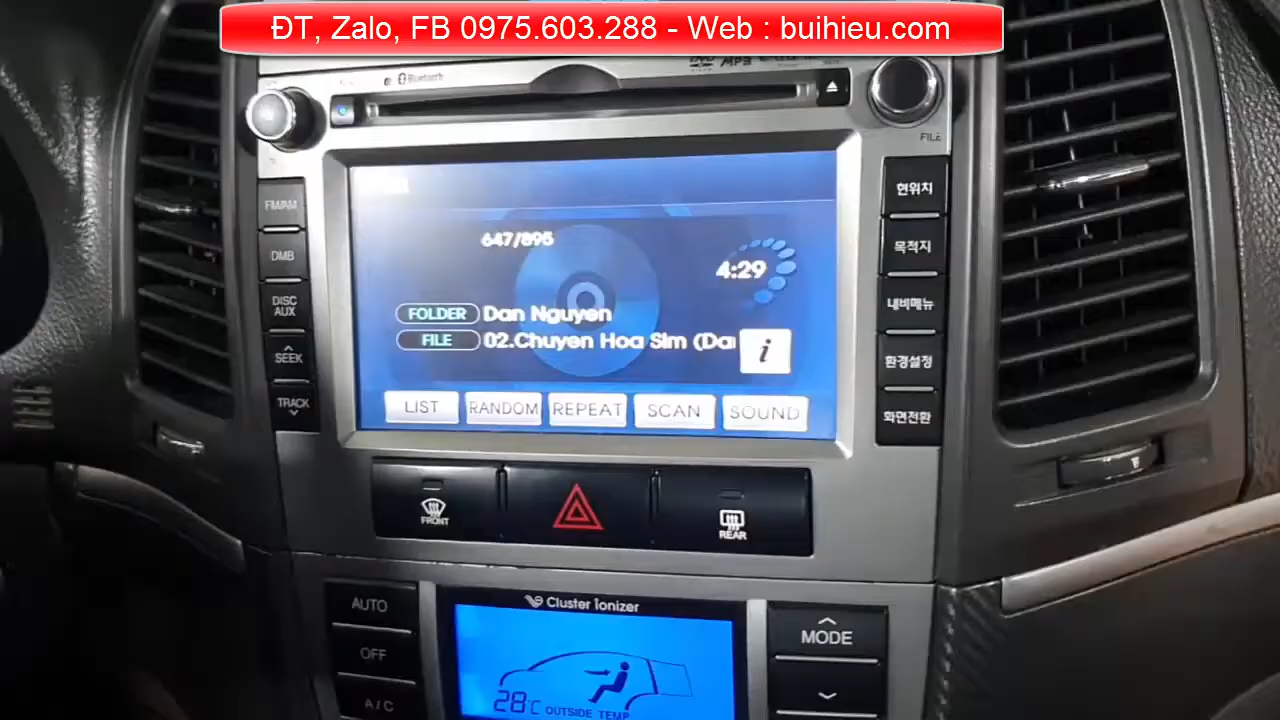 ĐT, Zalo, FB 0975.603.288 - Web : buihieu.com
Bluetooth
DVD
MP3
FILE
FM/AM
DMB
DISC
AUX
SEEK
TRACK
647/895
4:29
FOLDER Dan Nguyen
FILE 02.Chuyen Hoa Sim (Da
i
LIST RANDOM REPEAT SCAN SOUND
현위치
목적지
내비메뉴
환경설정
화면전환
FRONT
REAR
AUTO
OFF
A/C
Cluster ionizer
28°C OUTSIDE TEMP
MODE